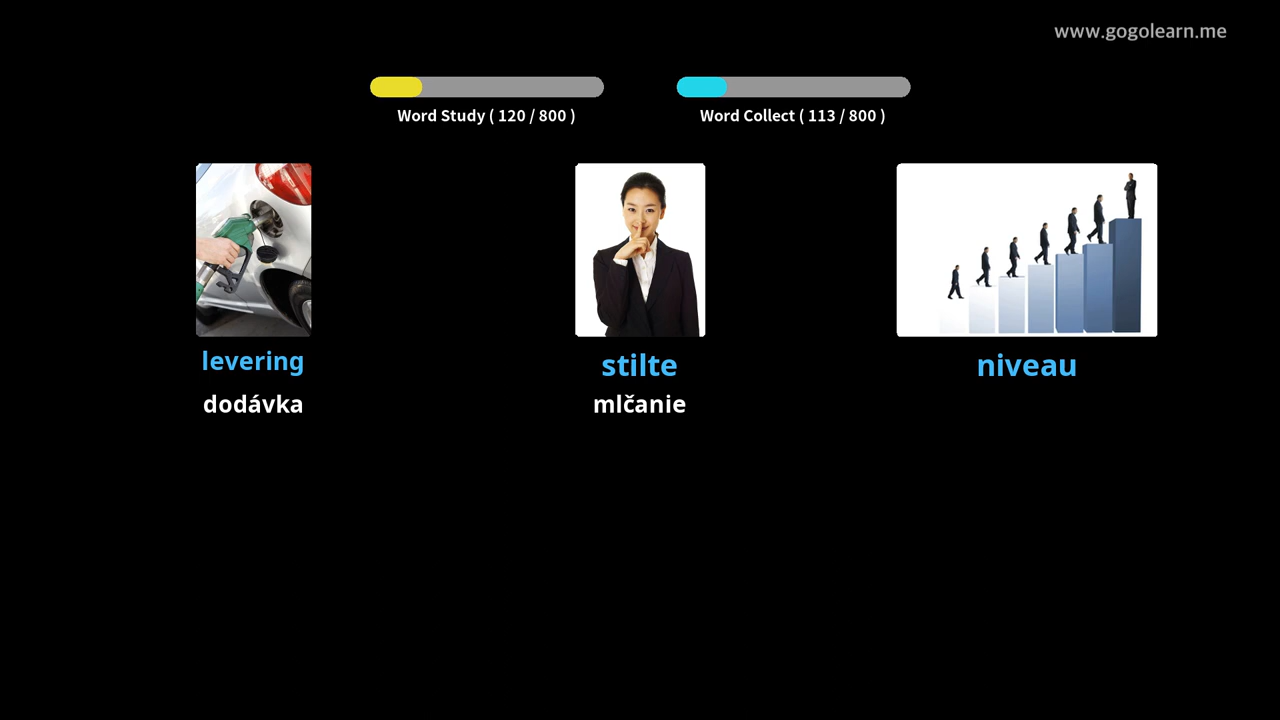 www.gogolearn.me
Word Study ( 120 / 800 )
Word Collect ( 113 / 800 )
levering
stilte
niveau
dodávka
mlčanie